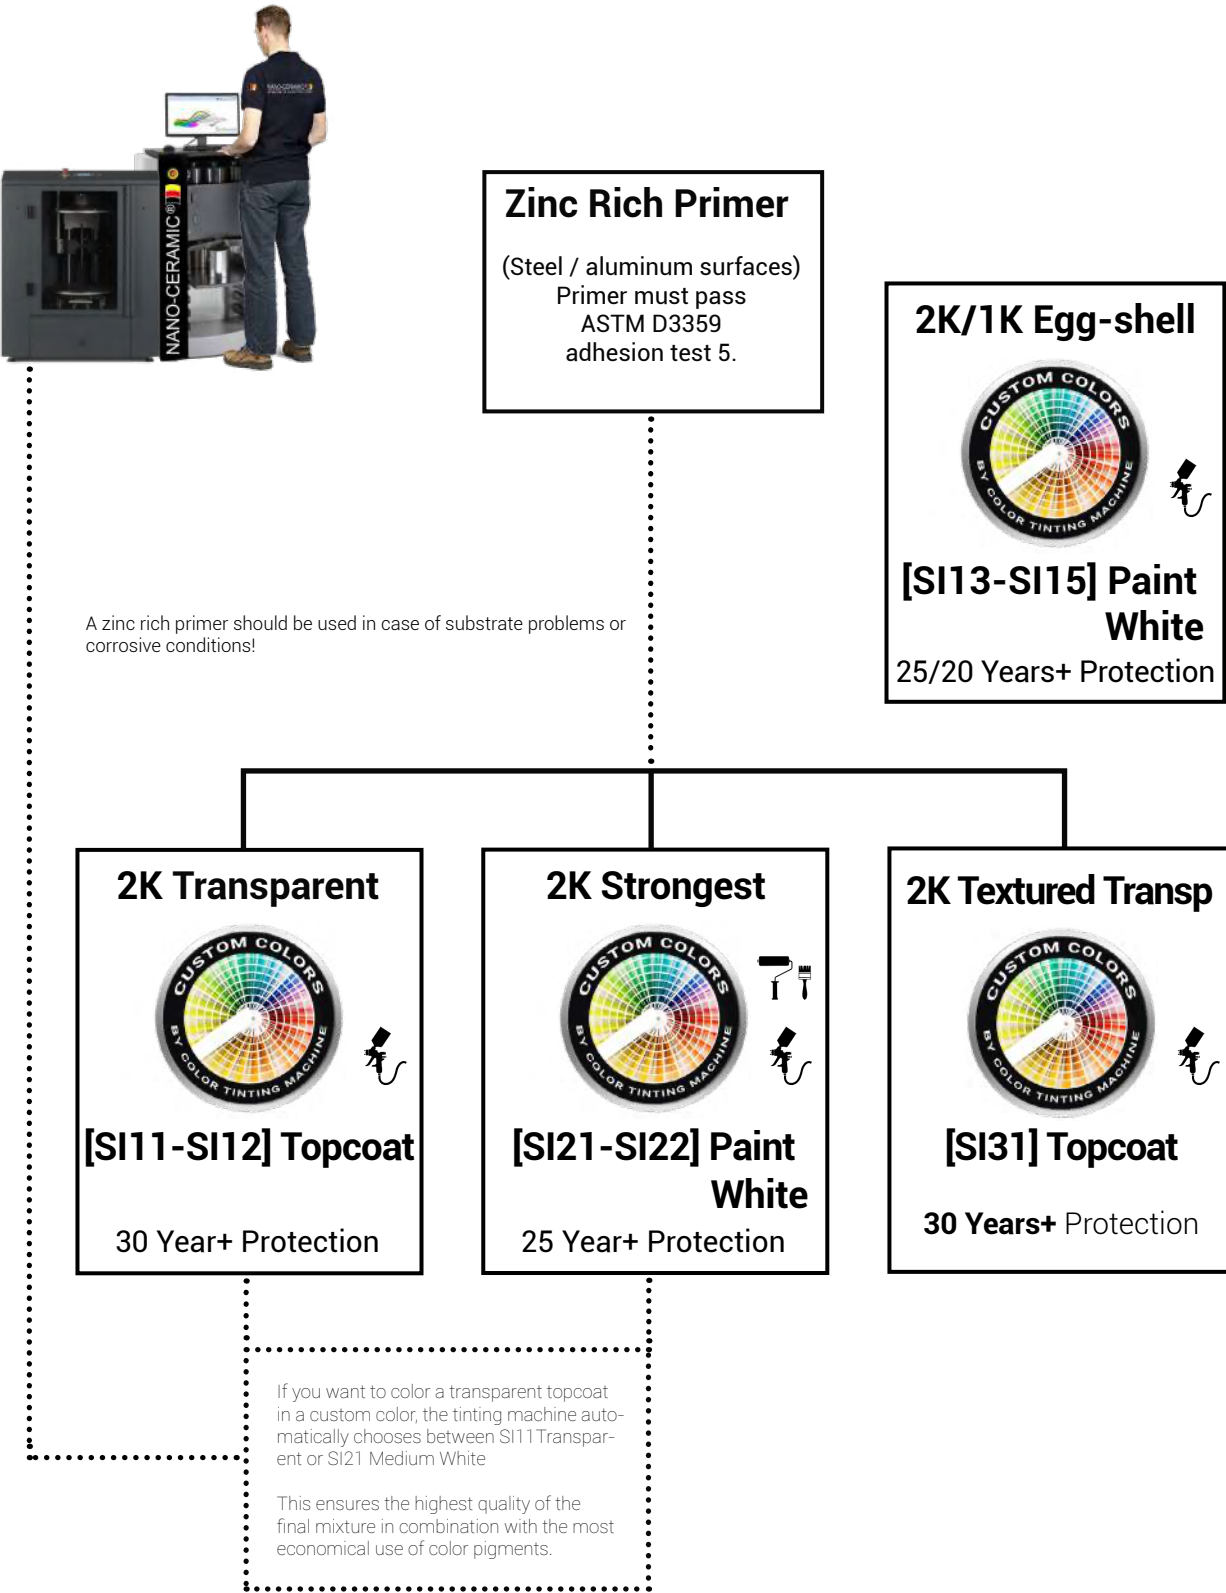 NANO-CERAMIC®
Zinc Rich Primer
(Steel / aluminum surfaces)
Primer must pass
ASTM D3359
adhesion test 5.
2K/1K Egg-shell
CUSTOM COLORS
BY COLOR TINTING MACHINE
[SI13-SI15] Paint
White
25/20 Years+ Protection
A zinc rich primer should be used in case of substrate problems or
corrosive conditions!
2K Transparent
CUSTOM COLORS
BY COLOR TINTING MACHINE
[SI11-SI12] Topcoat
30 Year+ Protection
2K Strongest
CUSTOM COLORS
BY COLOR TINTING MACHINE
[SI21-SI22] Paint
White
25 Year+ Protection
2K Textured Transp
CUSTOM COLORS
BY COLOR TINTING MACHINE
[SI31] Topcoat
30 Years+ Protection
If you want to color a transparent topcoat
in a custom color, the tinting machine auto-
matically chooses between SI11Transpar-
ent or SI21 Medium White
This ensures the highest quality of the
final mixture in combination with the most
economical use of color pigments.